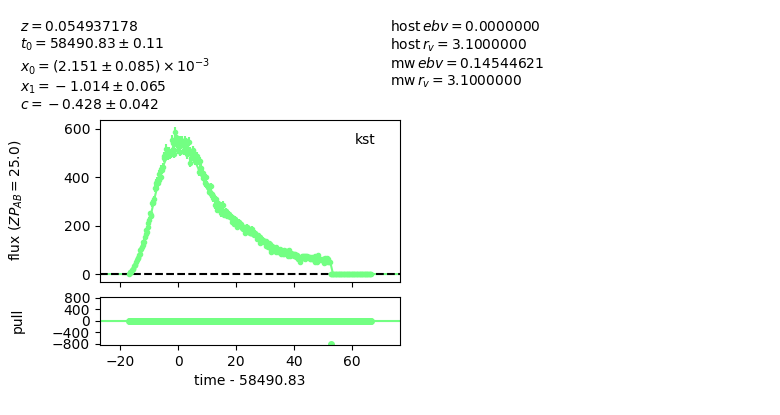 z = 0.054937178
t₀ = 58490.83 ± 0.11
x₀ = (2.151 ± 0.085) × 10⁻³
x₁ = −1.014 ± 0.065
c = −0.428 ± 0.042
host ebv = 0.0000000
host r_v = 3.1000000
mw ebv = 0.14544621
mw r_v = 3.1000000
kst
600
400
200
0
flux (ZP_AB = 25.0)
800
400
0
−400
−800
pull
−20 0 20 40 60
time - 58490.83